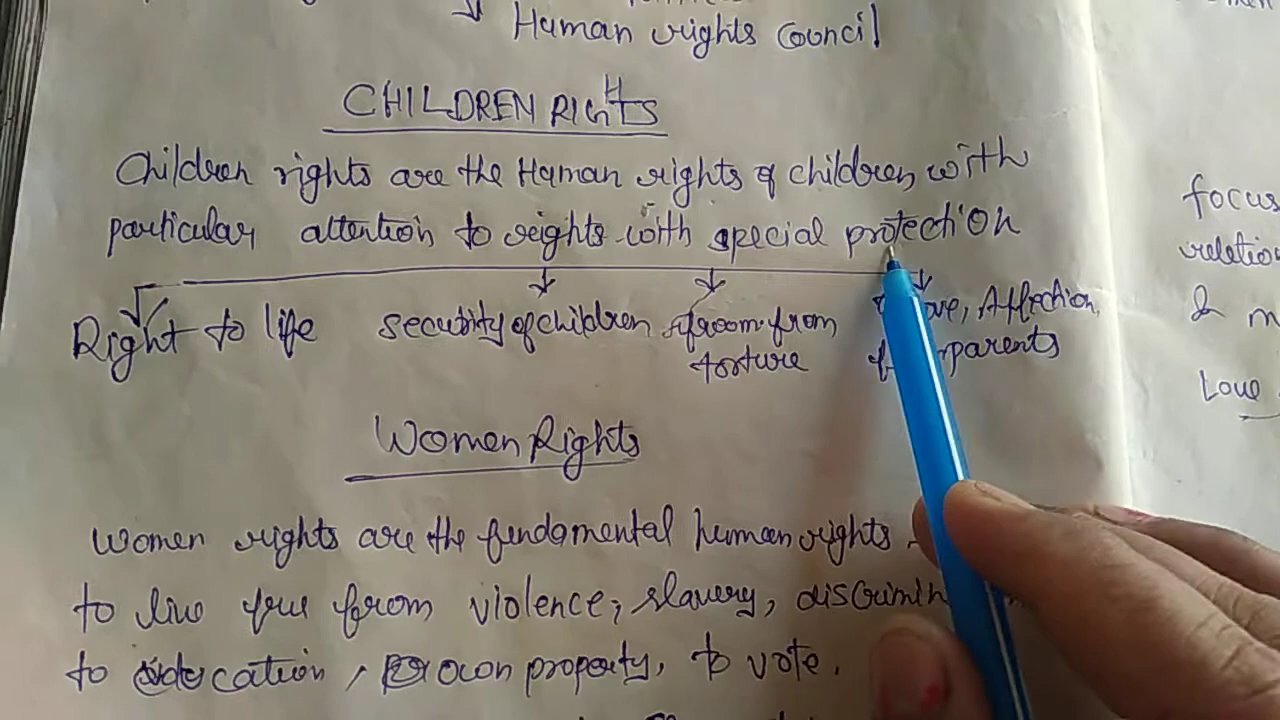 Human rights Council
CHILDREN RIGHTS
Children rights are the Human rights of children with
particular attention to rights with special protection
Right to life security of children from from torture Love, Affection, of parents
Women Rights
Women rights are the fundamental human rights
to live free from violence, slavery,
to education, own property, to vote.
focus
&
Love